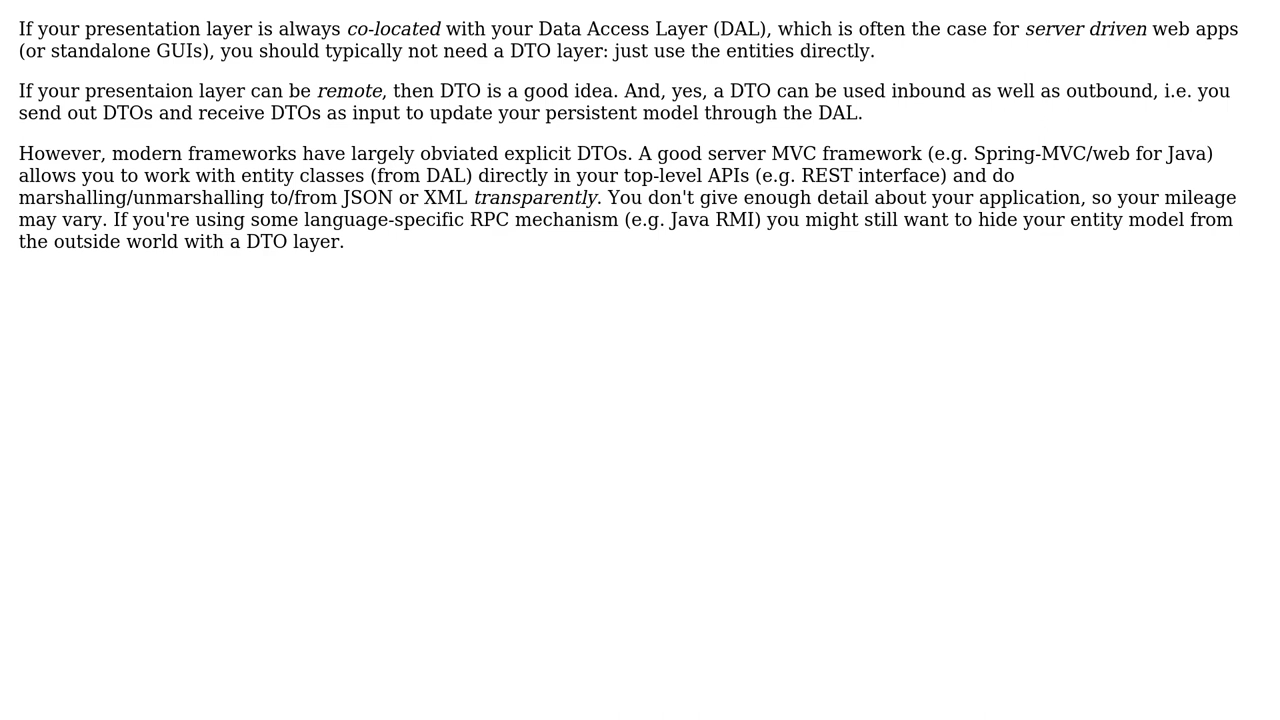 If your presentation layer is always co-located with your Data Access Layer (DAL), which is often the case for server driven web apps
(or standalone GUIs), you should typically not need a DTO layer: just use the entities directly.
If your presentaion layer can be remote, then DTO is a good idea. And, yes, a DTO can be used inbound as well as outbound, i.e. you
send out DTOs and receive DTOs as input to update your persistent model through the DAL.
However, modern frameworks have largely obviated explicit DTOs. A good server MVC framework (e.g. Spring-MVC/web for Java)
allows you to work with entity classes (from DAL) directly in your top-level APIs (e.g. REST interface) and do
marshalling/unmarshalling to/from JSON or XML transparently. You don't give enough detail about your application, so your mileage
may vary. If you're using some language-specific RPC mechanism (e.g. Java RMI) you might still want to hide your entity model from
the outside world with a DTO layer.